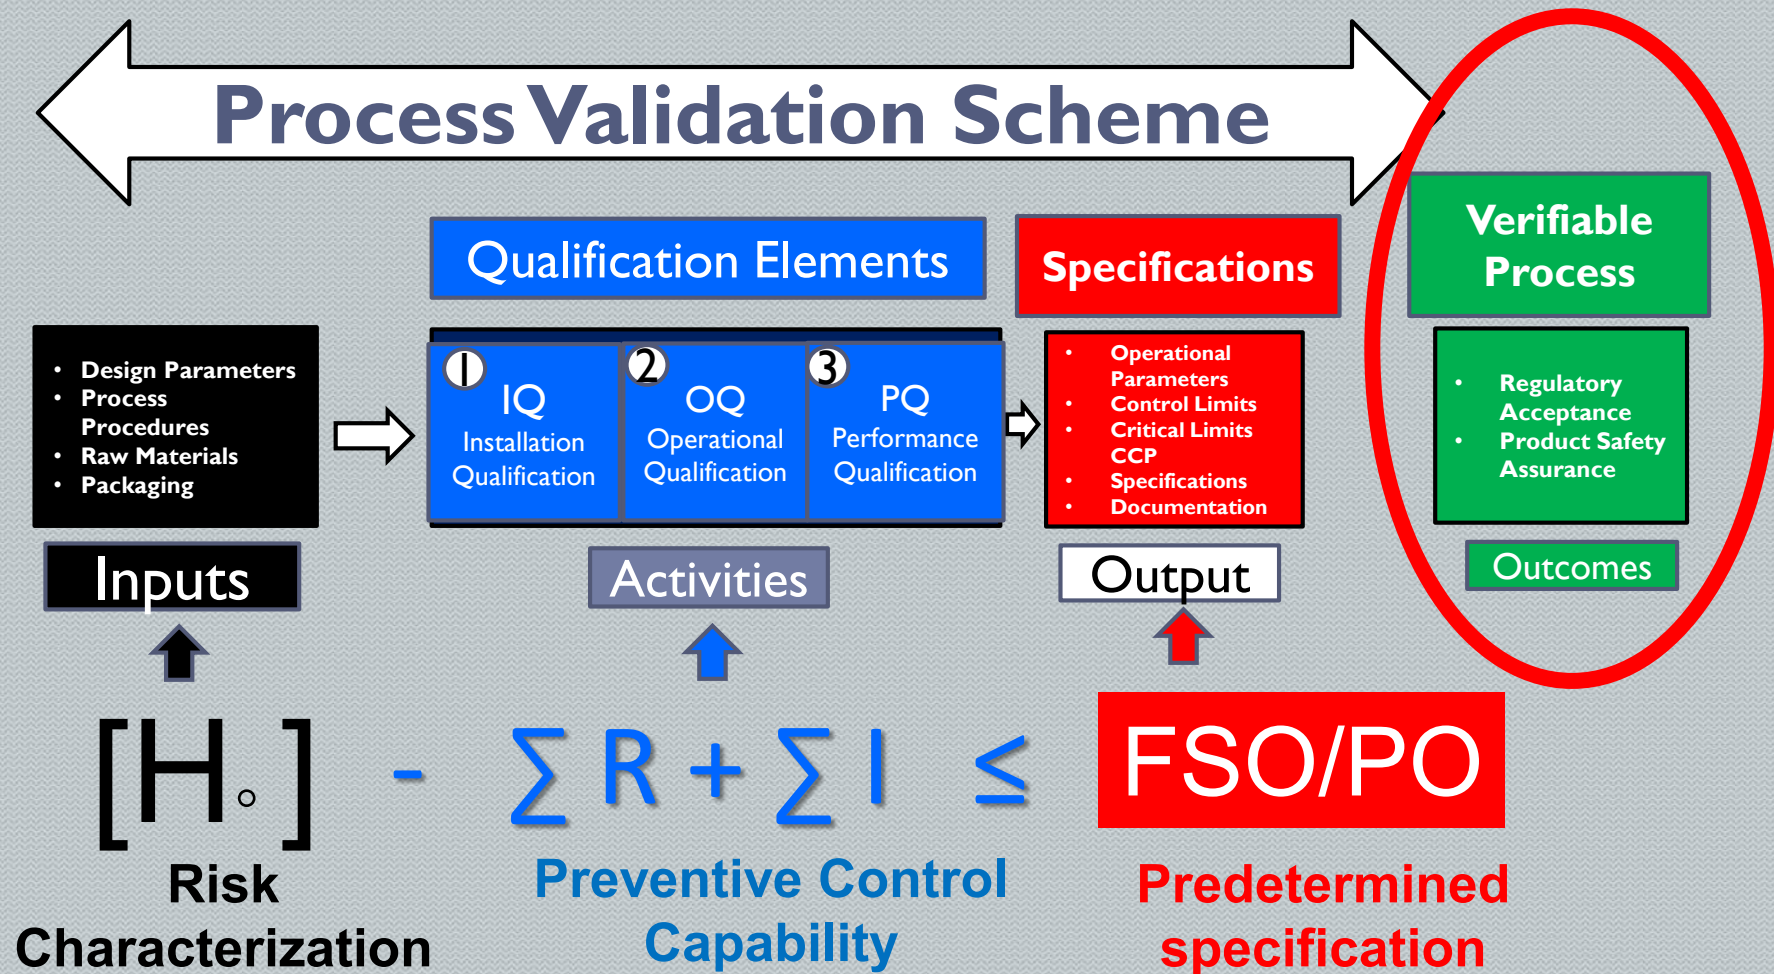 Process Validation Scheme
Qualification Elements
Specifications
Verifiable
Process
• Design Parameters
• Process
Procedures
• Raw Materials
• Packaging
1
IQ
Installation
Qualification
2
OQ
Operational
Qualification
3
PQ
Performance
Qualification
• Operational
Parameters
• Control Limits
• Critical Limits
CCP
• Specifications
• Documentation
• Regulatory
Acceptance
• Product Safety
Assurance
Inputs
Activities
Output
Outcomes
[H₀] - ∑ R + ∑ I ≤ FSO/PO
Risk
Characterization
Preventive Control
Capability
Predetermined
specification